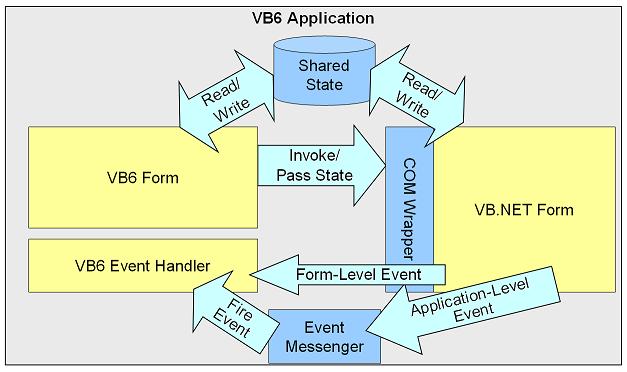 VB6 Application
Shared
State
Read/
Write
Read/
Write
VB6 Form
Invoke/
Pass State
COM Wrapper
VB.NET Form
VB6 Event Handler
Form-Level Event
Application-Level
Event
Fire
Event
Event
Messenger